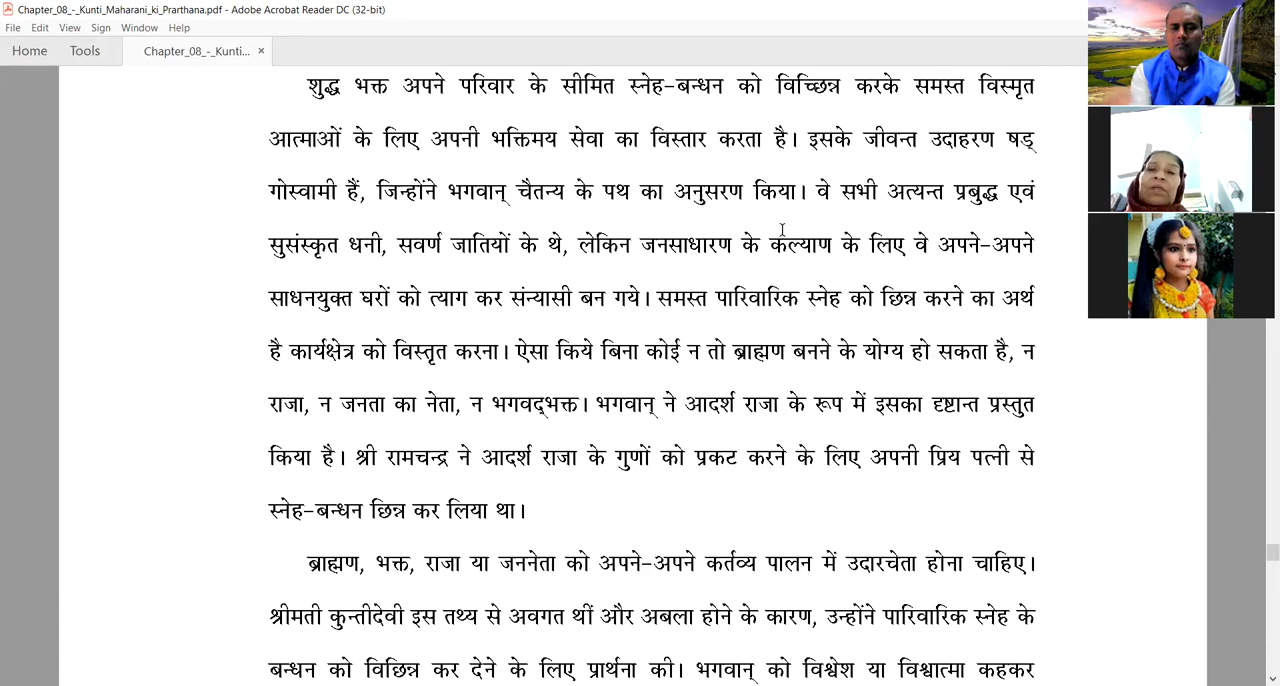 Chapter_08_-_Kunti_Maharani_ki_Prarthana.pdf - Adobe Acrobat Reader DC (32-bit)
File Edit View Sign Window Help
Home Tools Chapter_08_-_Kunti... ×
शुद्ध भक्त अपने परिवार के सीमित स्नेह-बन्धन को विच्छिन्न करके समस्त विस्मृत
आत्माओं के लिए अपनी भक्तिमय सेवा का विस्तार करता है। इसके जीवन्त उदाहरण षड्
गोस्वामी हैं, जिन्होंने भगवान् चैतन्य के पथ का अनुसरण किया। वे सभी अत्यन्त प्रबुद्ध एवं
सुसंस्कृत धनी, सवर्ण जातियों के थे, लेकिन जनसाधारण के कल्याण के लिए वे अपने-अपने
साधनयुक्त घरों को त्याग कर संन्यासी बन गये। समस्त पारिवारिक स्नेह को छिन्न करने का अर्थ
है कार्यक्षेत्र को विस्तृत करना। ऐसा किये बिना कोई न तो ब्राह्मण बनने के योग्य हो सकता है, न
राजा, न जनता का नेता, न भगवद्भक्त। भगवान् ने आदर्श राजा के रूप में इसका दृष्टान्त प्रस्तुत
किया है। श्री रामचन्द्र ने आदर्श राजा के गुणों को प्रकट करने के लिए अपनी प्रिय पत्नी से
स्नेह-बन्धन छिन्न कर लिया था।
ब्राह्मण, भक्त, राजा या जननेता को अपने-अपने कर्तव्य पालन में उदारचेता होना चाहिए।
श्रीमती कुन्तीदेवी इस तथ्य से अवगत थीं और अबला होने के कारण, उन्होंने पारिवारिक स्नेह के
बन्धन को विछिन्न कर देने के लिए प्रार्थना की। भगवान् को विश्वेश या विश्वात्मा कहकर